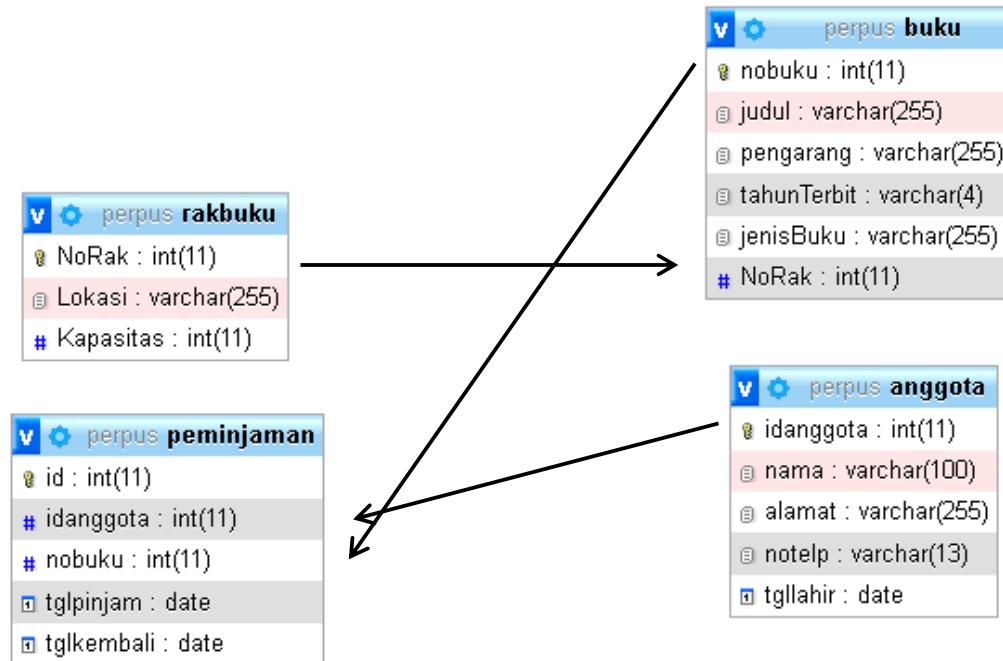 perpus buku
nobuku : int(11)
judul : varchar(255)
pengarang : varchar(255)
tahunTerbit : varchar(4)
jenisBuku : varchar(255)
# NoRak : int(11)
perpus rakbuku
NoRak : int(11)
Lokasi : varchar(255)
# Kapasitas : int(11)
perpus anggota
idanggota : int(11)
nama : varchar(100)
alamat : varchar(255)
notelp : varchar(13)
tgllahir : date
perpus peminjaman
id : int(11)
# idanggota : int(11)
# nobuku : int(11)
tglpinjam : date
tglkembali : date